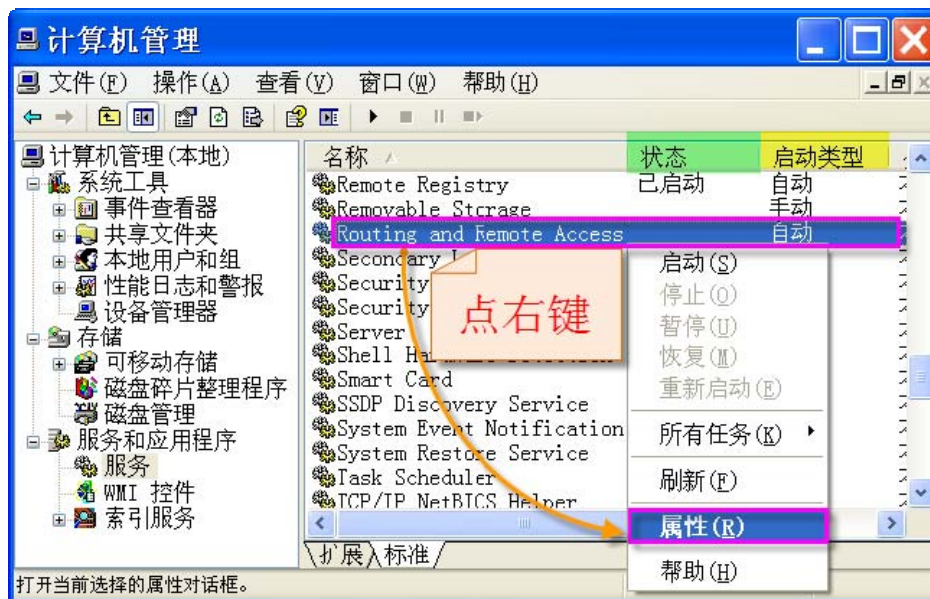 计算机管理
文件(F) 操作(A) 查看(V) 窗口(W) 帮助(H)
计算机管理(本地)
系统工具
事件查看器
共享文件夹
本地用户和组
性能日志和警报
设备管理器
存储
可移动存储
磁盘碎片整理程序
磁盘管理
服务和应用程序
服务
WMI 控件
索引服务
名称 状态 启动类型
Remote Registry 已启动 自动
Removable Storage 手动
Routing and Remote Access 自动
Secondary
Security
Security
Server
Shell
Smart Card
SSDP Discovery Service
System Event Notification
System Restore Service
Task Scheduler
TCP/IP NetBIOS Helper
点右键
启动(S)
停止(O)
暂停(U)
恢复(M)
重新启动(E)
所有任务(K)
刷新(F)
属性(R)
帮助(H)
扩展 标准
打开当前选择的属性对话框。